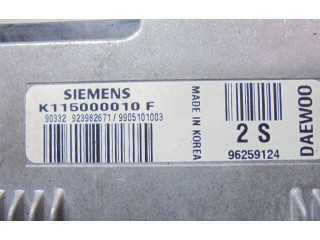 SIEMENS
K115000010 F
90332 923982671 / 9905101003
MADE IN KOREA
2 S
96259124
DAEWOO